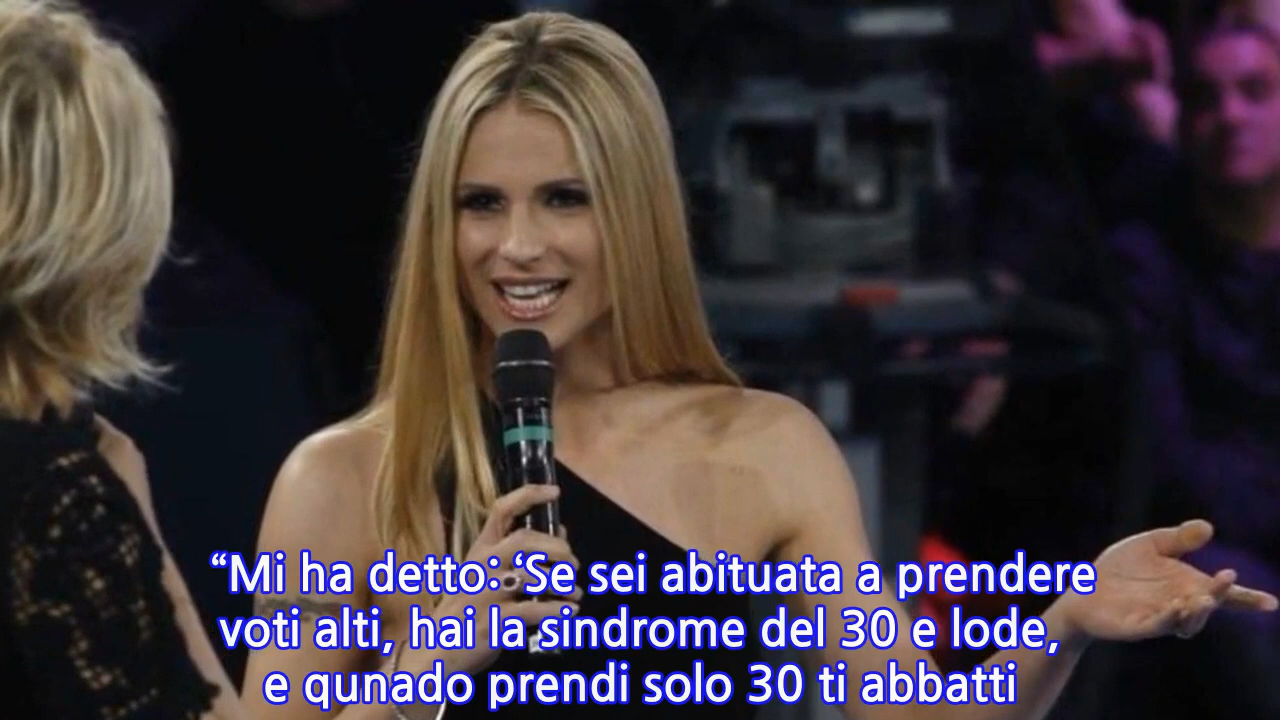 “Mi ha detto: ‘Se sei abituata a prendere
voti alti, hai la sindrome del 30 e lode,
e qunado prendi solo 30 ti abbatti